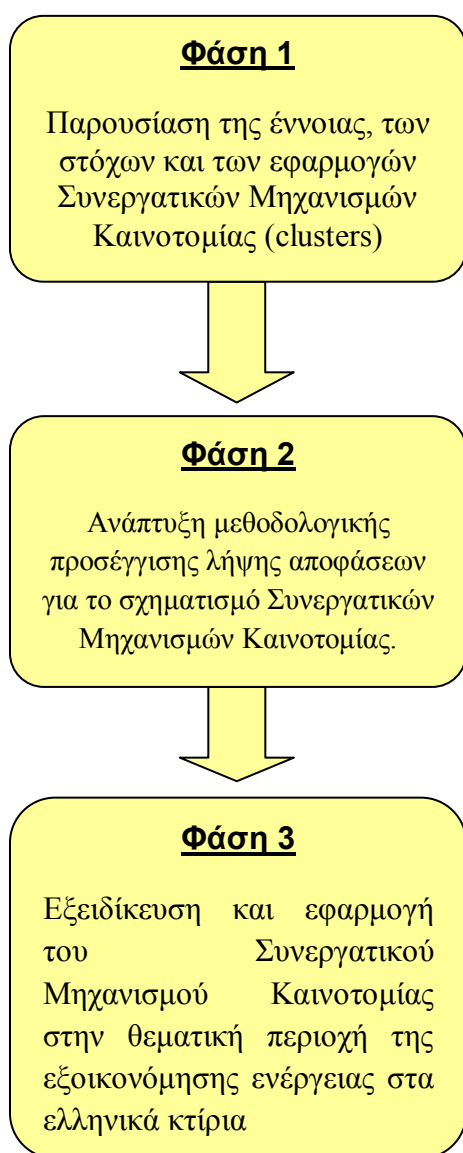 Φάση 1
Παρουσίαση της έννοιας, των
στόχων και των εφαρμογών
Συνεργατικών Μηχανισμών
Καινοτομίας (clusters)
Φάση 2
Ανάπτυξη μεθοδολογικής
προσέγγισης λήψης αποφάσεων
για το σχηματισμό Συνεργατικών
Μηχανισμών Καινοτομίας.
Φάση 3
Εξειδίκευση και εφαρμογή
του Συνεργατικού
Μηχανισμού Καινοτομίας
στην θεματική περιοχή της
εξοικονόμησης ενέργειας στα
ελληνικά κτίρια